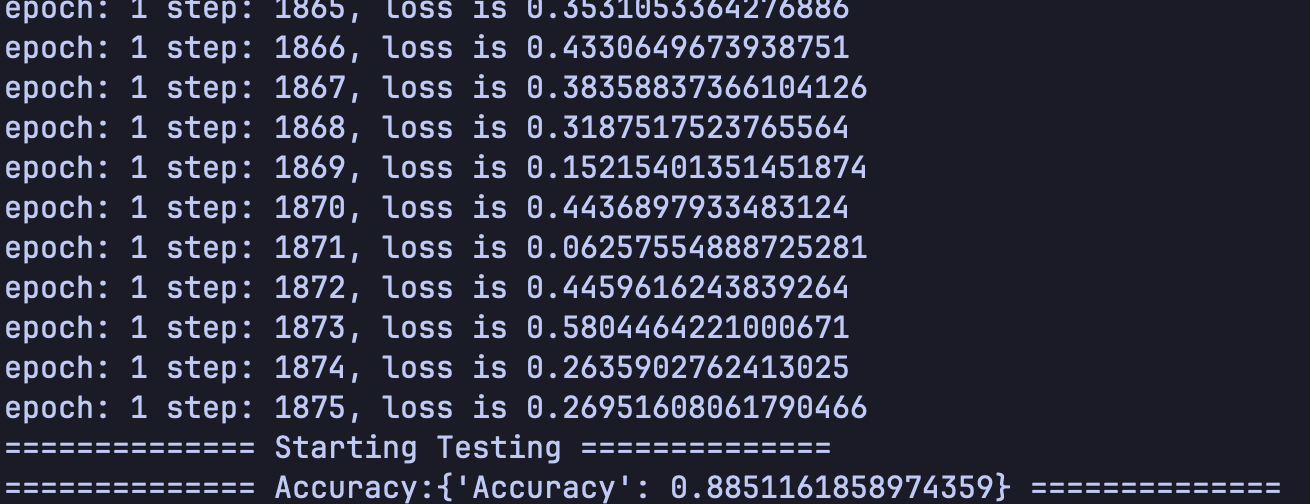 epoch: 1 step: 1865, loss is 0.3531053364276886
epoch: 1 step: 1866, loss is 0.4330649673938751
epoch: 1 step: 1867, loss is 0.38358837366104126
epoch: 1 step: 1868, loss is 0.3187517523765564
epoch: 1 step: 1869, loss is 0.15215401351451874
epoch: 1 step: 1870, loss is 0.4436897933483124
epoch: 1 step: 1871, loss is 0.06257554888725281
epoch: 1 step: 1872, loss is 0.4459616243839264
epoch: 1 step: 1873, loss is 0.5804464221000671
epoch: 1 step: 1874, loss is 0.2635902762413025
epoch: 1 step: 1875, loss is 0.26951608061790466
============== Starting Testing ==============
============== Accuracy:{'Accuracy': 0.8851161858974359} ==============